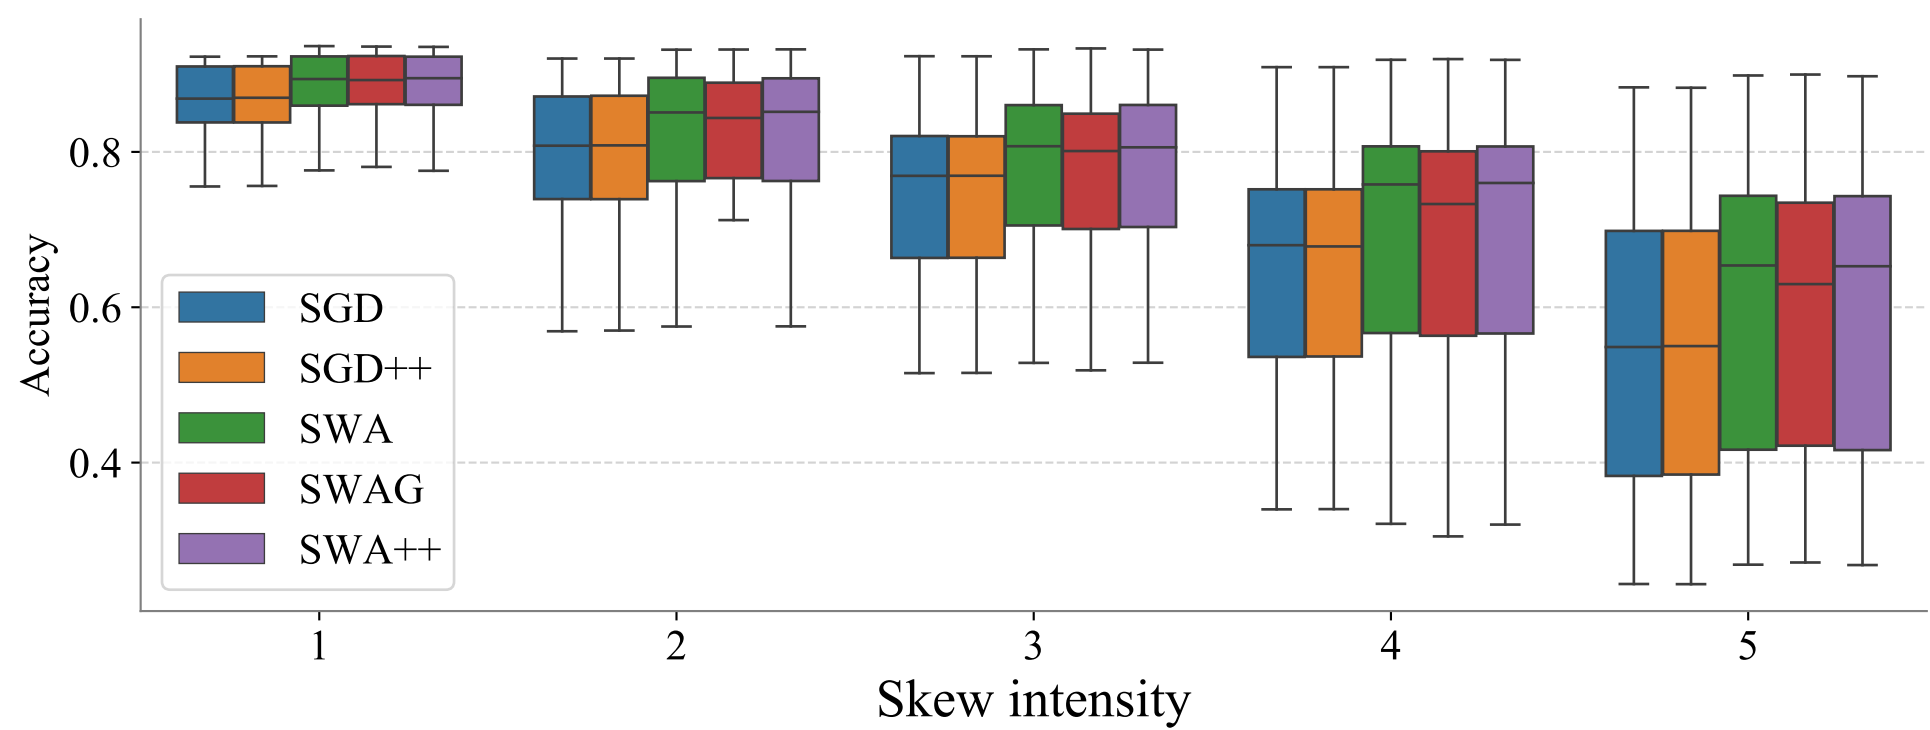 Accuracy
0.8
0.6
0.4
SGD
SGD++
SWA
SWAG
SWA++
1 2 3 4 5
Skew intensity